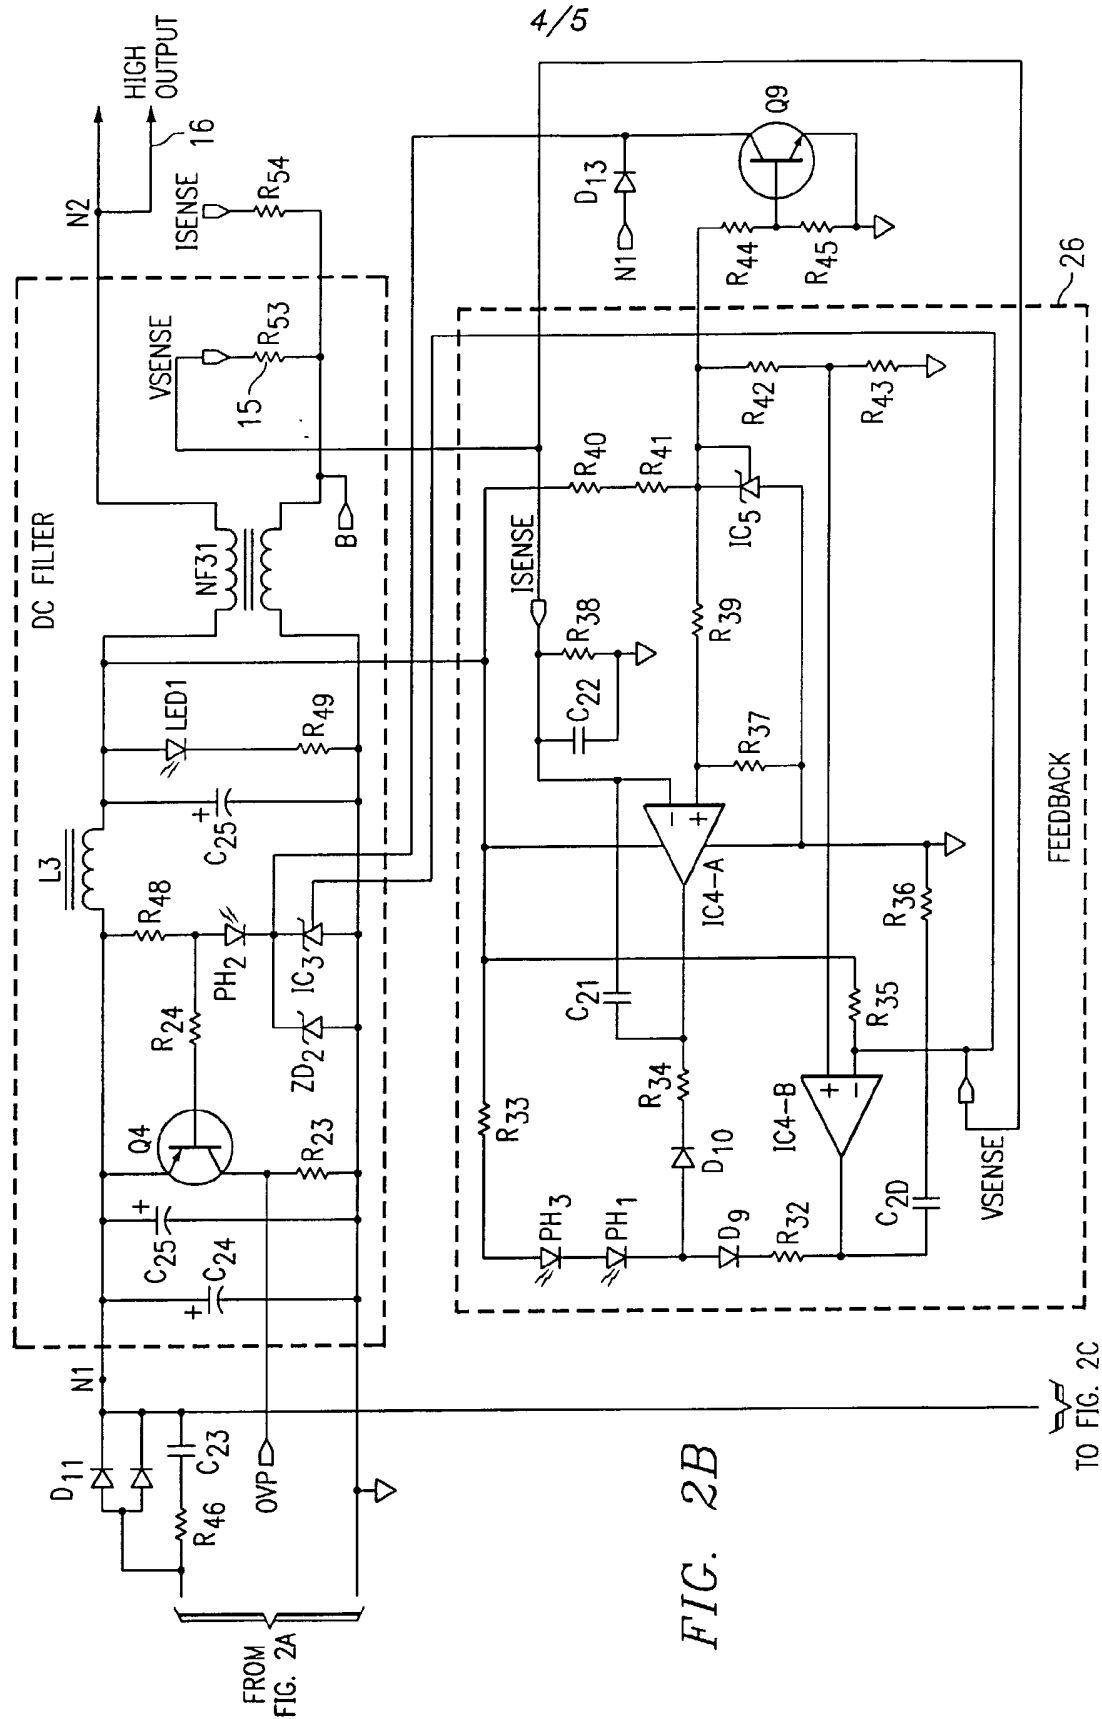 4/5
HIGH
OUTPUT
16
N2
ISENSE
R54
DC FILTER
VSENSE
R53
15
NF31
B
L3
LED1
R49
+
C25
R48
PH2
IC3
ZD2
R24
Q4
R23
+
C25
+
C24
N1
D11
C23
R46
OVP
FROM
FIG. 2A
D13
N1
Q9
R44
R45
26
R42
R43
R40
R41
IC5
ISENSE
R38
C22
R39
R37
-
+
IC4-A
C21
R36
R35
R34
R33
IC4-B
+
-
D10
PH3
PH1
D9
R32
C2D
VSENSE
FEEDBACK
TO FIG. 2C
FIG. 2B